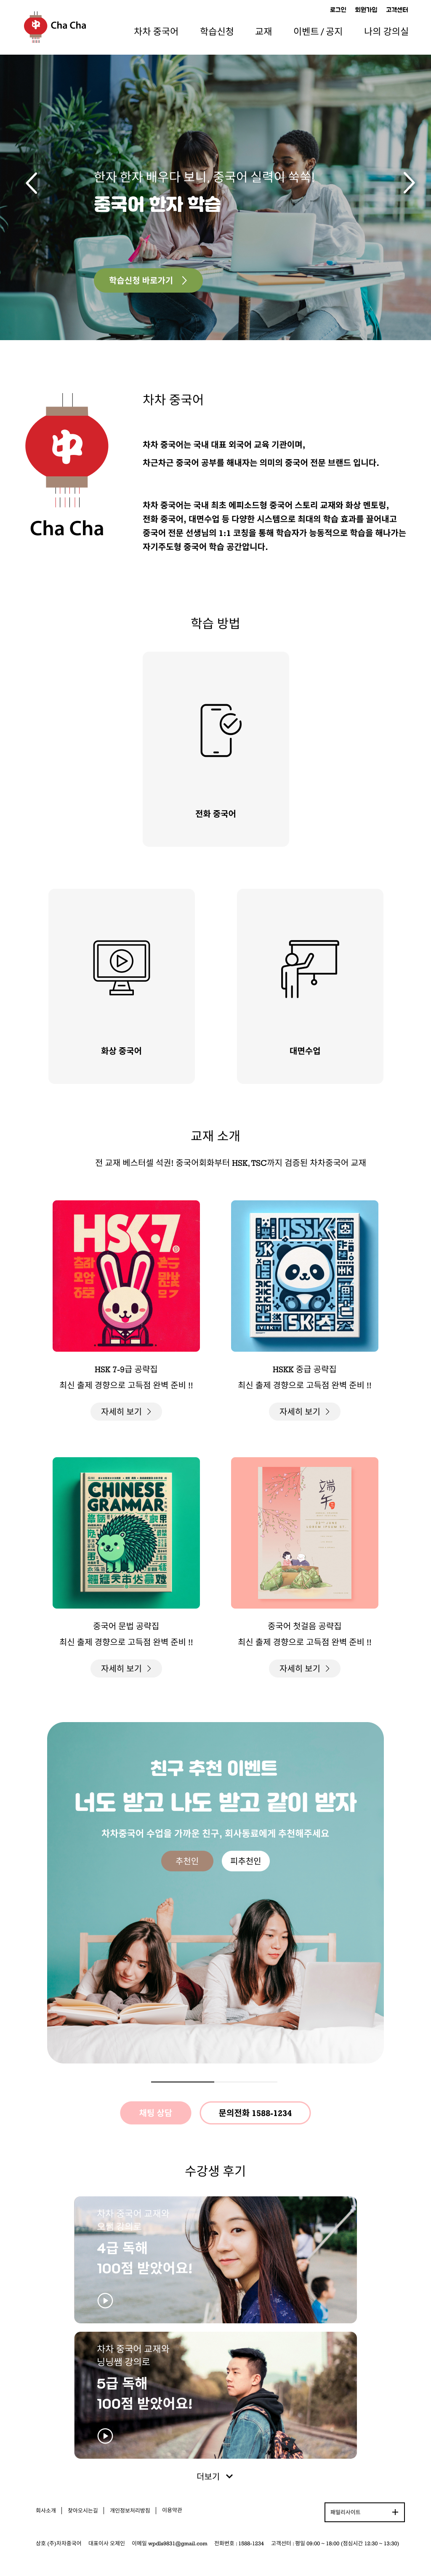 로그인 회원가입 고객센터
Cha Cha
차차 중국어 학습신청 교재 이벤트 / 공지 나의 강의실
한자 한자 배우다 보니, 중국어 실력이 쑥쑥!
중국어 한자 학습
학습신청 바로가기
中
Cha Cha
차차 중국어
차차 중국어는 국내 대표 외국어 교육 기관이며,
차근차근 중국어 공부를 해내자는 의미의 중국어 전문 브랜드 입니다.
차차 중국어는 국내 최초 에피소드형 중국어 스토리 교재와 화상 멘토링,
전화 중국어, 대면수업 등 다양한 시스템으로 최대의 학습 효과를 끌어내고
중국어 전문 선생님의 1:1 코칭을 통해 학습자가 능동적으로 학습을 해나가는
자기주도형 중국어 학습 공간압니다.
학습 방법
전화 중국어
화상 중국어
대면수업
교재 소개
전 교재 베스터셀 석권! 중국어회화부터 HSK, TSC까지 검증된 차차중국어 교재
HSK·7
HSK 7-9급 공략집
최신 출제 경향으로 고득점 완벽 준비 !!
자세히 보기
HSKK 중급 공략집
최신 출제 경향으로 고득점 완벽 준비 !!
자세히 보기
CHINESE
GRAMMAR
중국어 문법 공략집
최신 출제 경향으로 고득점 완벽 준비 !!
자세히 보기
端午
중국어 첫걸음 공략집
최신 출제 경향으로 고득점 완벽 준비 !!
자세히 보기
친구 추천 이벤트
너도 받고 나도 받고 같이 받자
차차중국어 수업을 가까운 친구, 회사동료에게 추천해주세요
추천인 피추천인
채팅 상담 문의전화 1588-1234
수강생 후기
차차 중국어 교재와
4급 독해
100점 받았어요!
차차 중국어 교재와
닝닝쌤 강의로
5급 독해
100점 받았어요!
더보기
회사소개 | 찾아오시는길 | 개인정보처리방침 | 이용약관
패밀리사이트 +
상호 (주)차차중국어 대표이사 오제인 이메일 wpdls9831@gmail.com 전화번호 : 1588-1234 고객센터 : 평일 09:00 ~ 18:00 (점심시간 12:30 ~ 13:30)